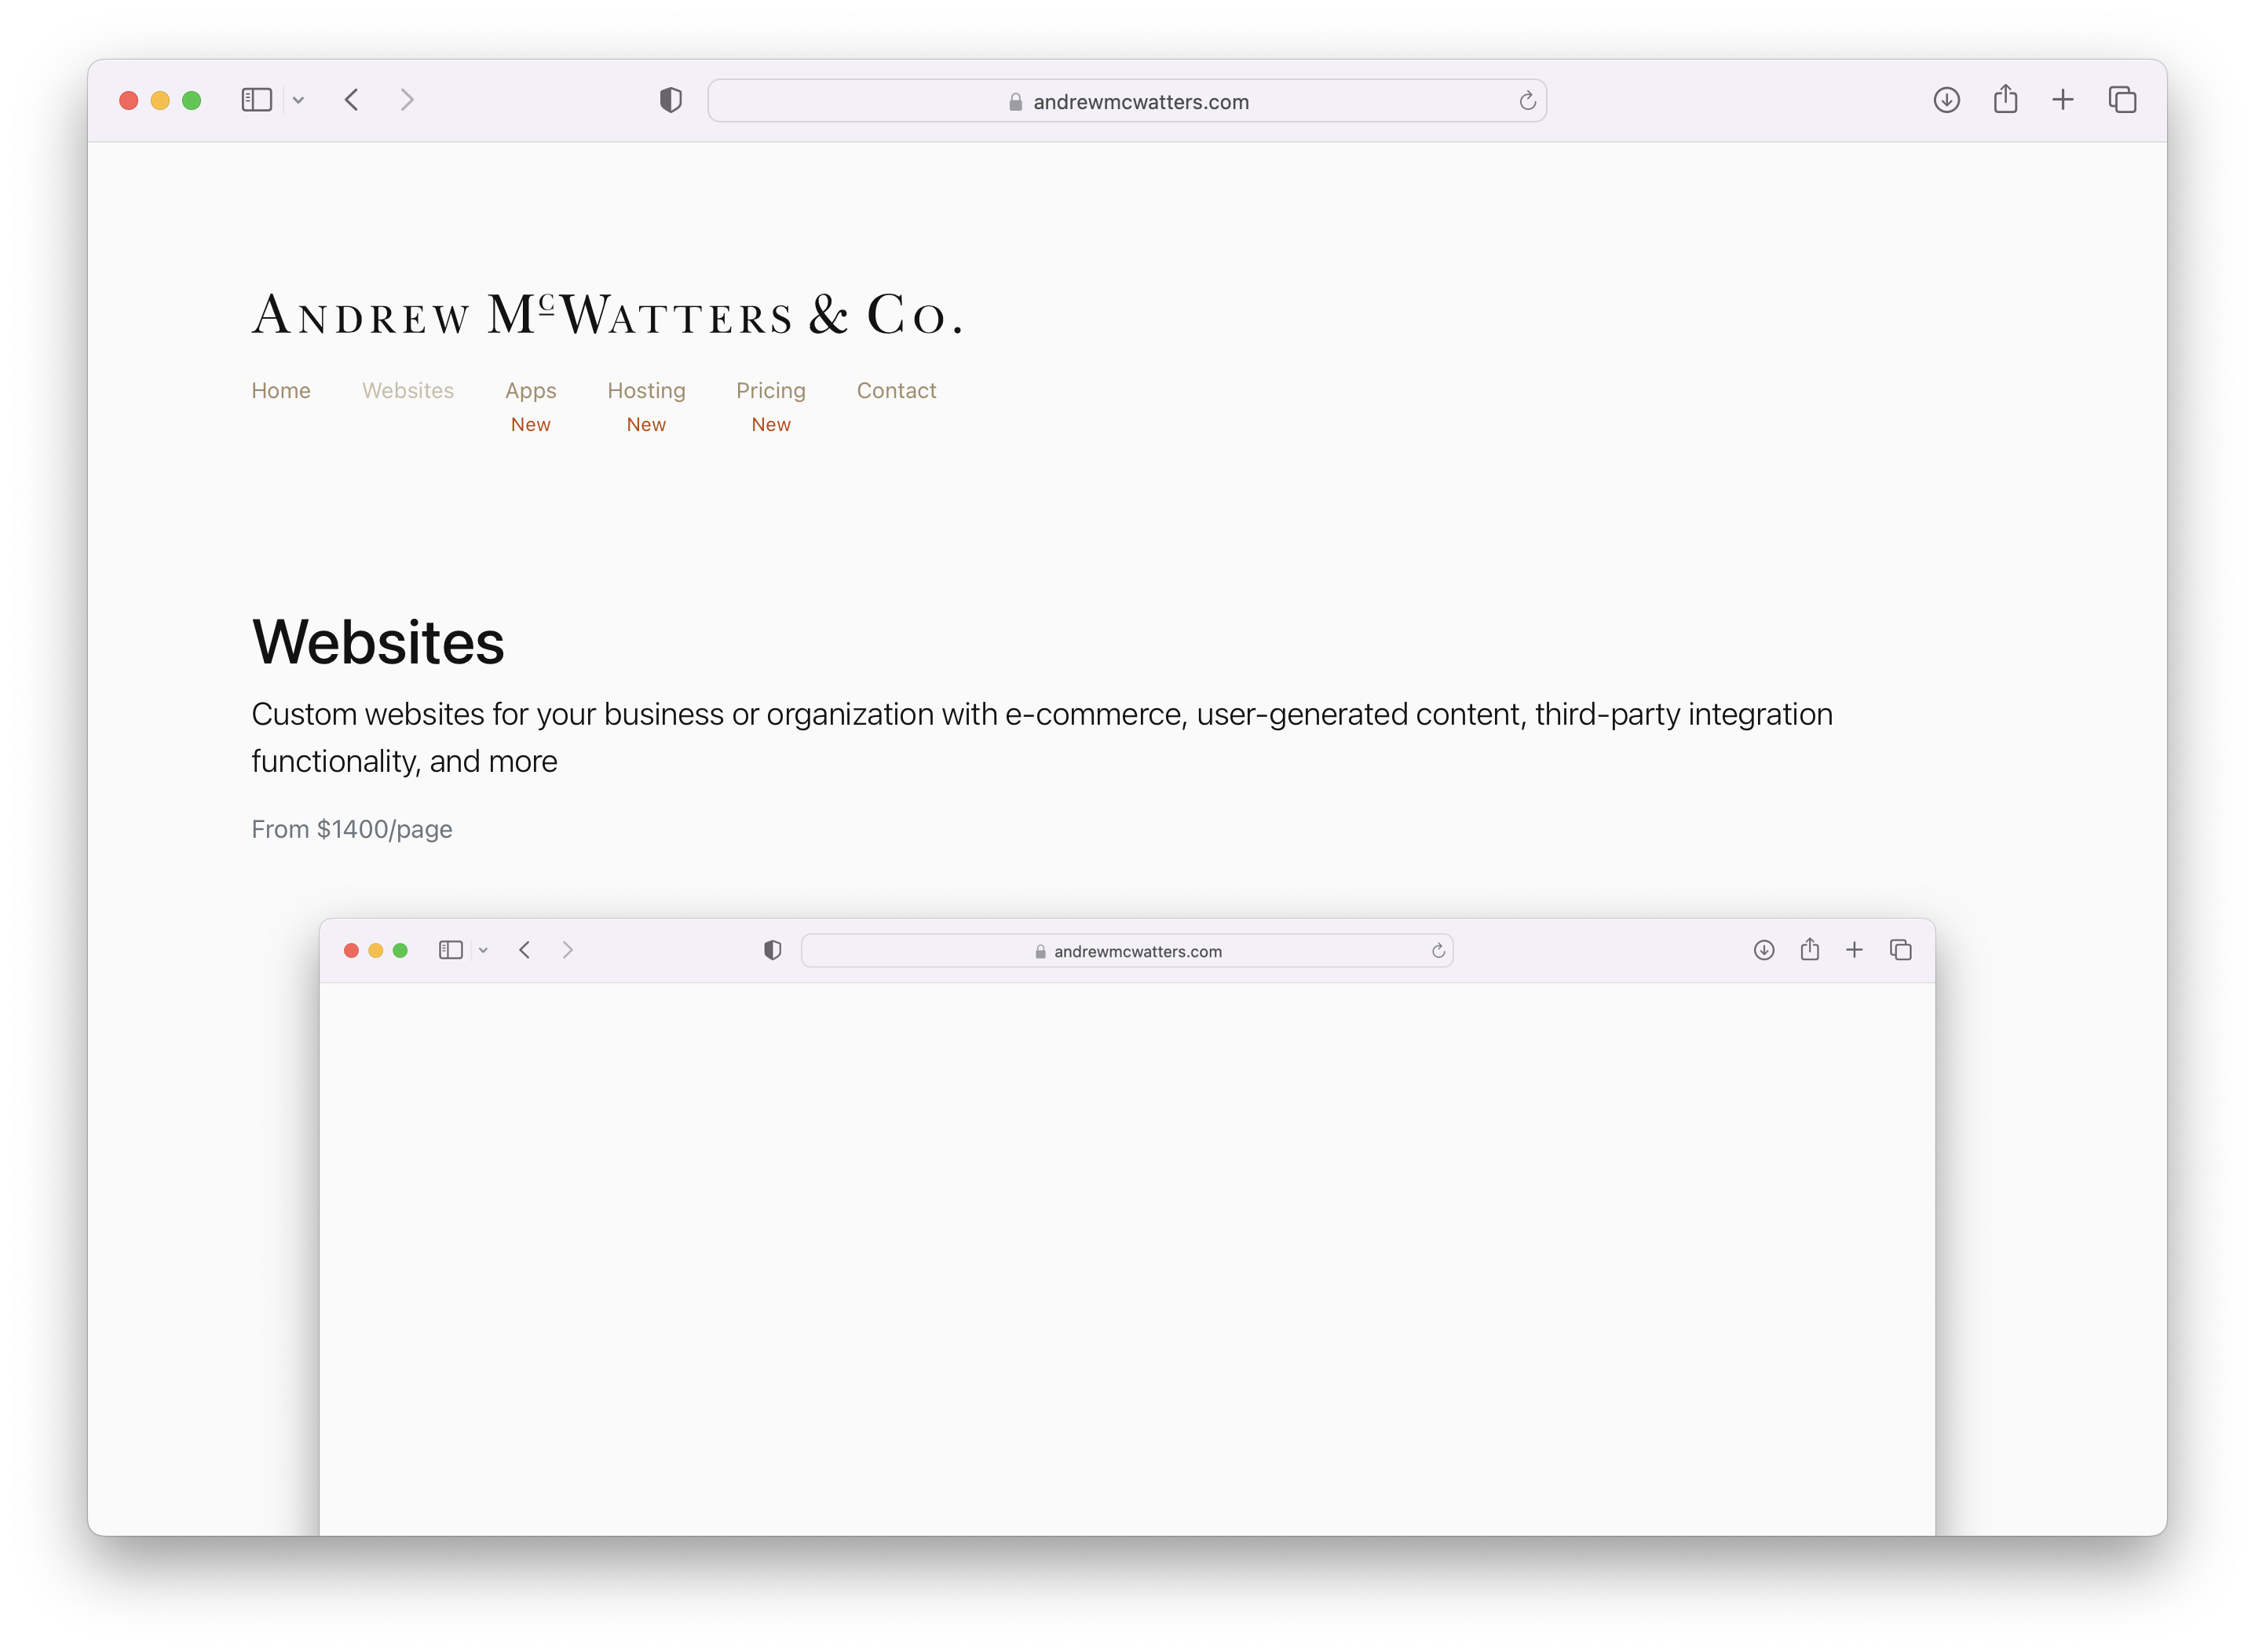 andrewmcwatters.com
Andrew McWatters & Co.
Home Websites Apps Hosting Pricing Contact
New New New
Websites
Custom websites for your business or organization with e-commerce, user-generated content, third-party integration
functionality, and more
From $1400/page
andrewmcwatters.com